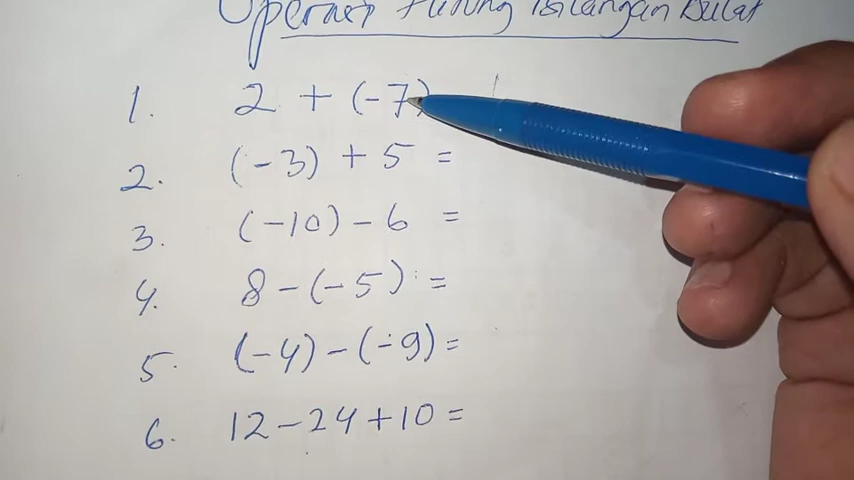 Operasi Hitung Bilangan Bulat
1. 2 + (-7)
2. (-3) + 5 =
3. (-10) - 6 =
4. 8 - (-5) =
5. (-4) - (-9) =
6. 12 - 24 + 10 =